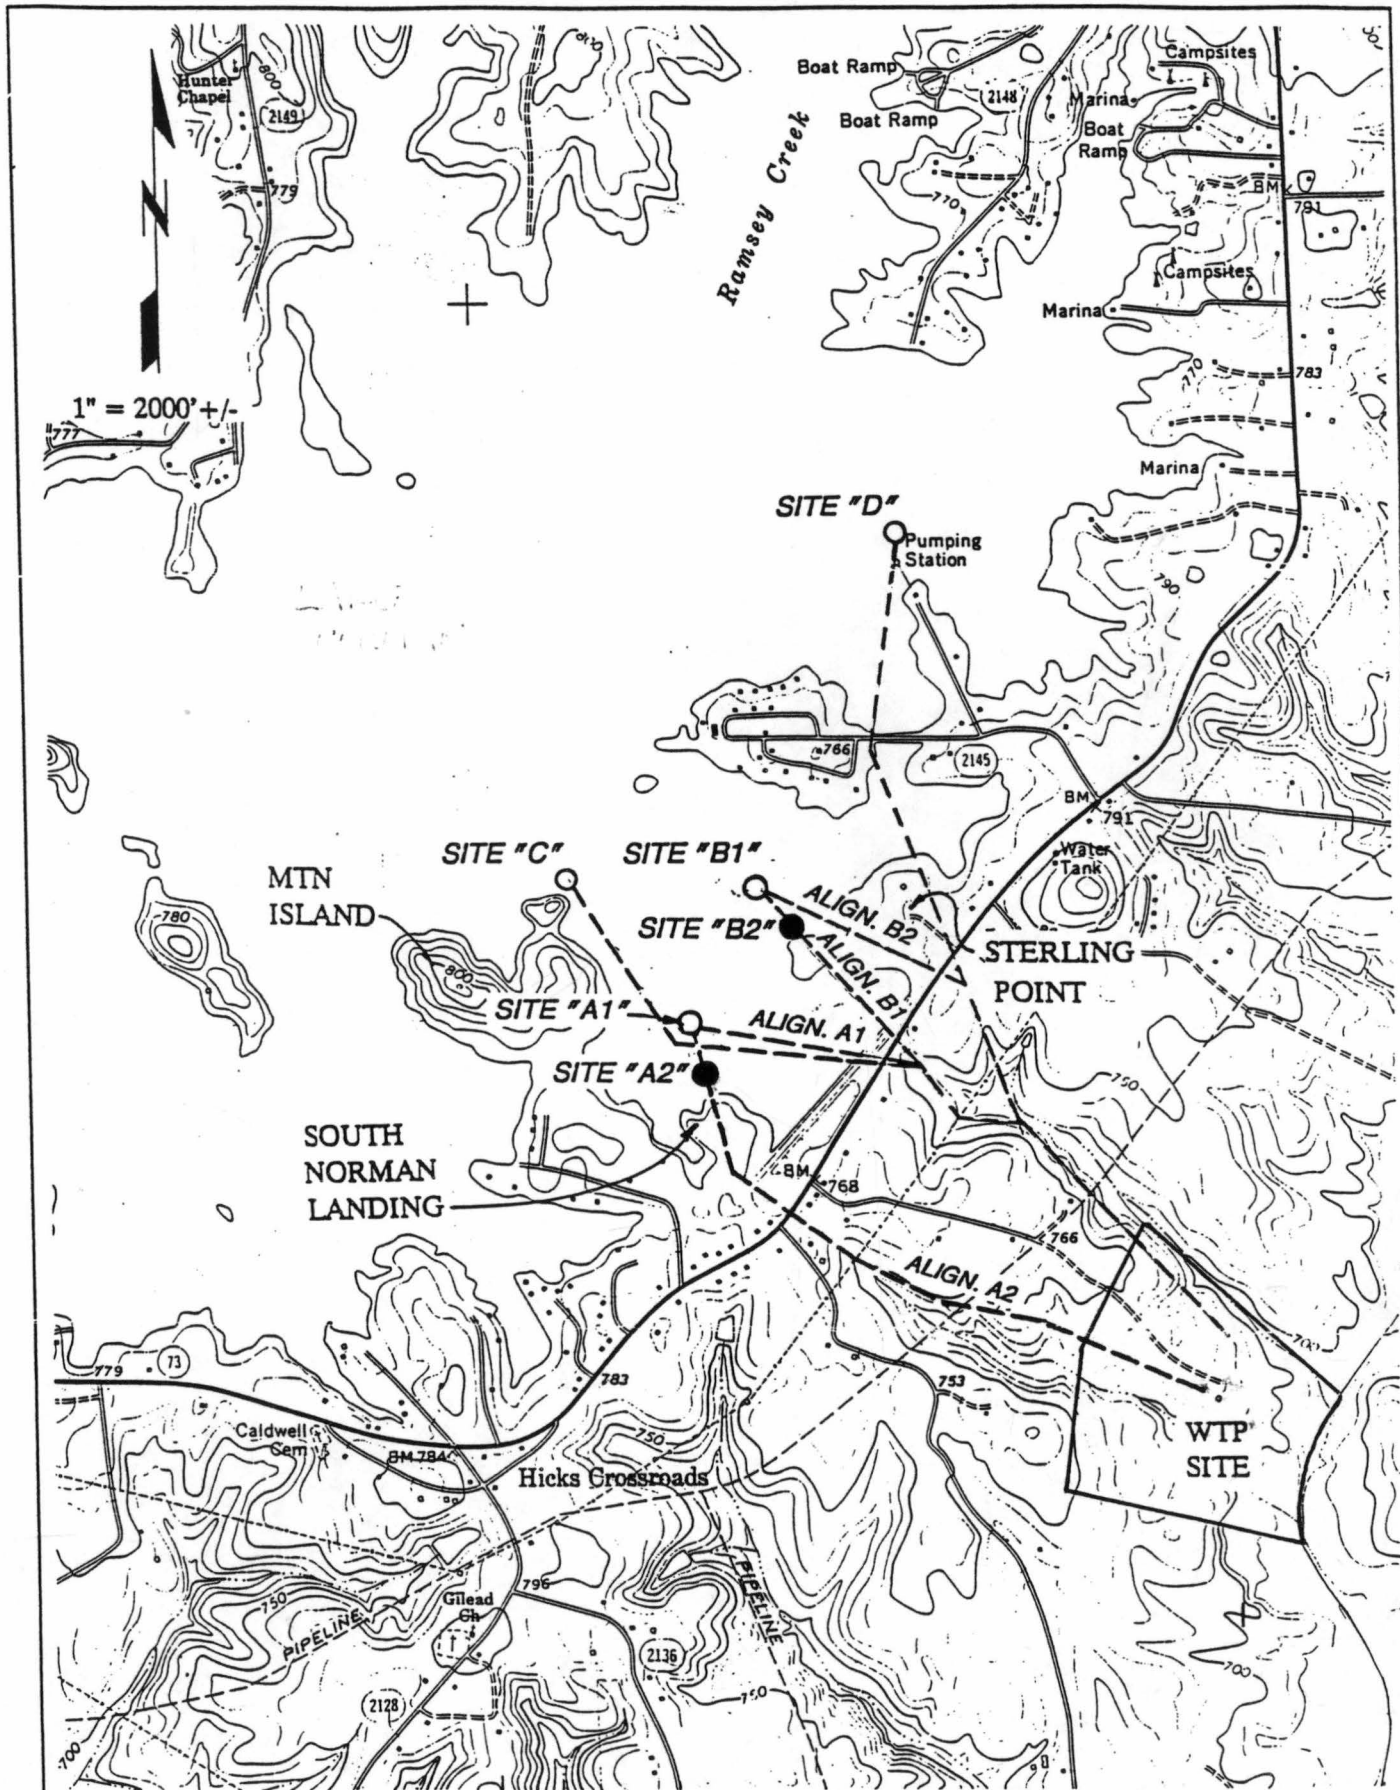 Hunter
Chapel
800
2149
779
N
1" = 2000' +/-
777
Ramsey Creek
Boat Ramp
Boat Ramp
2148
770
Campsites
Marina
Boat
Ramp
BM
791
Campsites
Marina
770
783
Marina
SITE "D"
Pumping
Station
790
766
2145
BM
791
Water
Tank
SITE "C"
SITE "B1"
MTN
ISLAND
780
800
SITE "B2"
ALIGN. B2
ALIGN. B1
STERLING
POINT
SITE "A1"
ALIGN. A1
SITE "A2"
750
SOUTH
NORMAN
LANDING
BM
768
766
ALIGN. A2
700
779
73
783
753
Caldwell
Cem
BM 784
750
Hicks Crossroads
WTP
SITE
796
750
PIPELINE
Gilead
Ch
PIPELINE
2136
2128
750
700
700